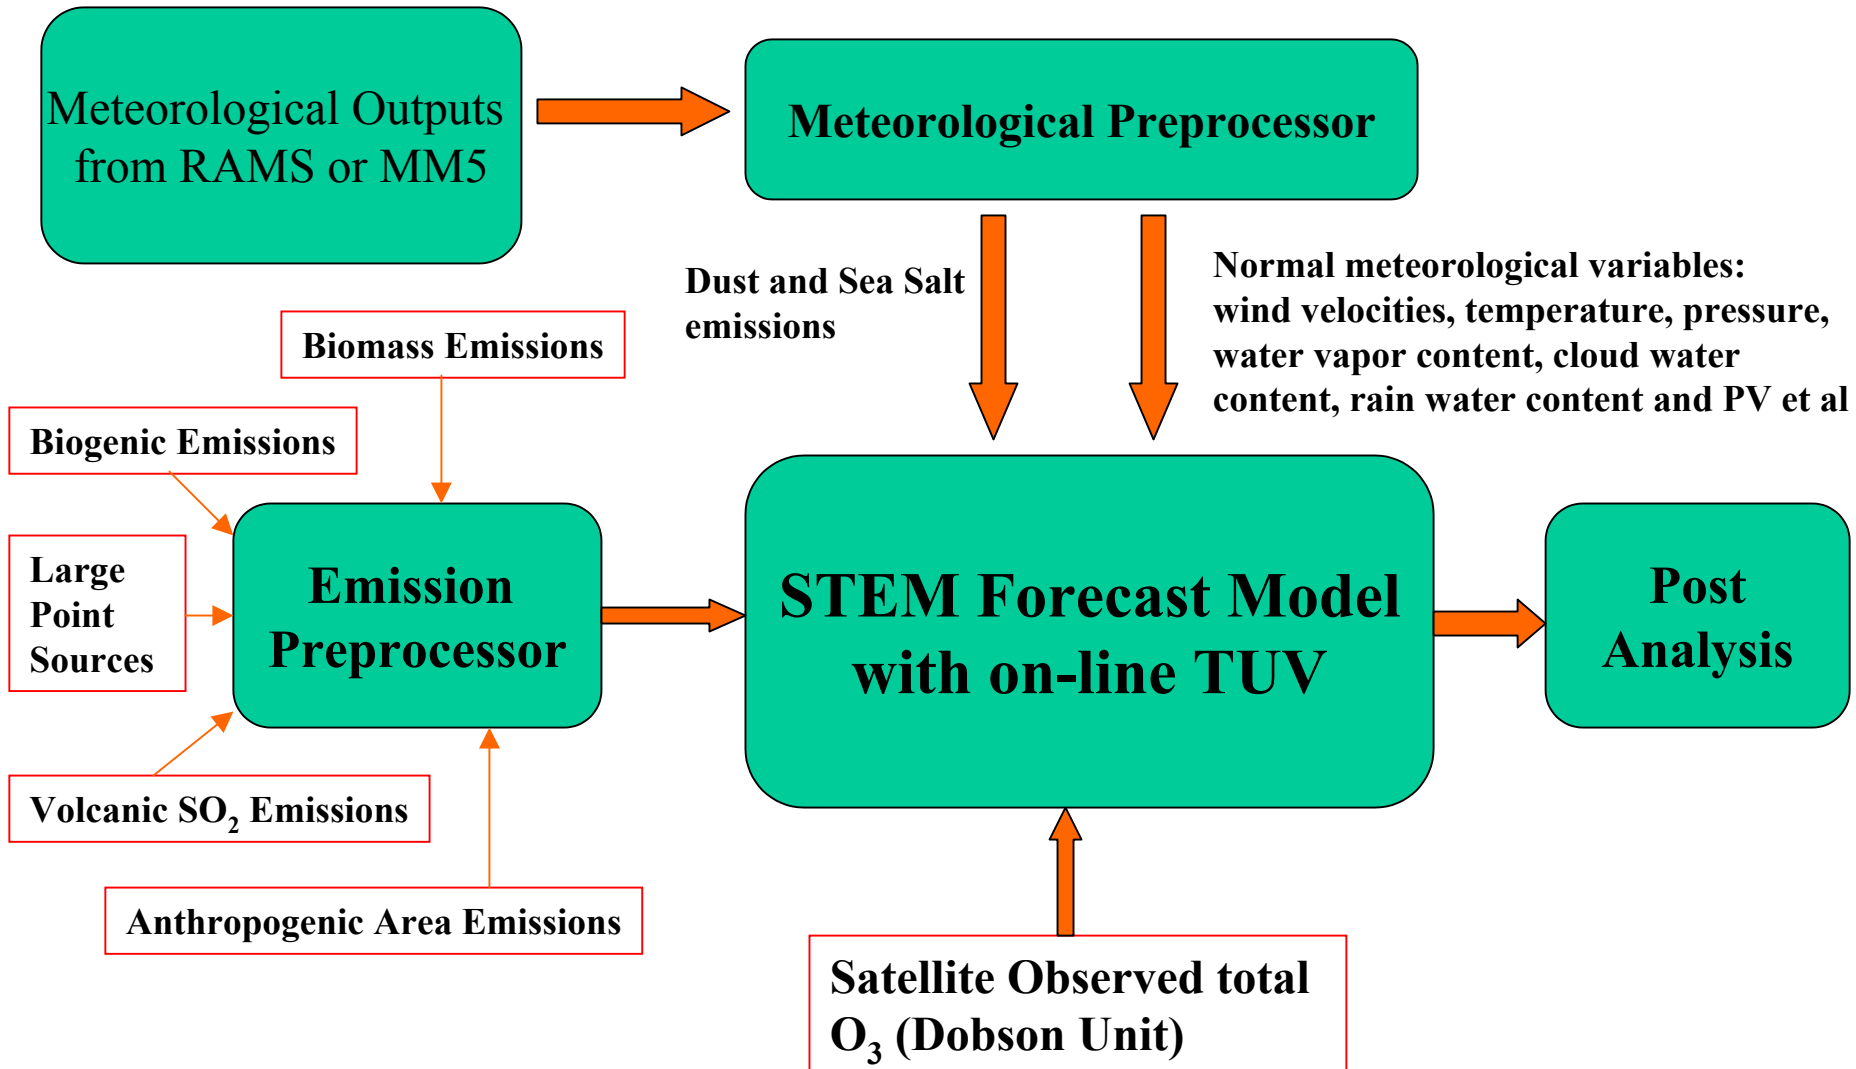 Meteorological Outputs
from RAMS or MM5
Meteorological Preprocessor
Dust and Sea Salt
emissions
Normal meteorological variables:
wind velocities, temperature, pressure,
water vapor content, cloud water
content, rain water content and PV et al
Biomass Emissions
Biogenic Emissions
Large
Point
Sources
Emission
Preprocessor
STEM Forecast Model
with on-line TUV
Post
Analysis
Volcanic SO₂ Emissions
Anthropogenic Area Emissions
Satellite Observed total
O₃ (Dobson Unit)